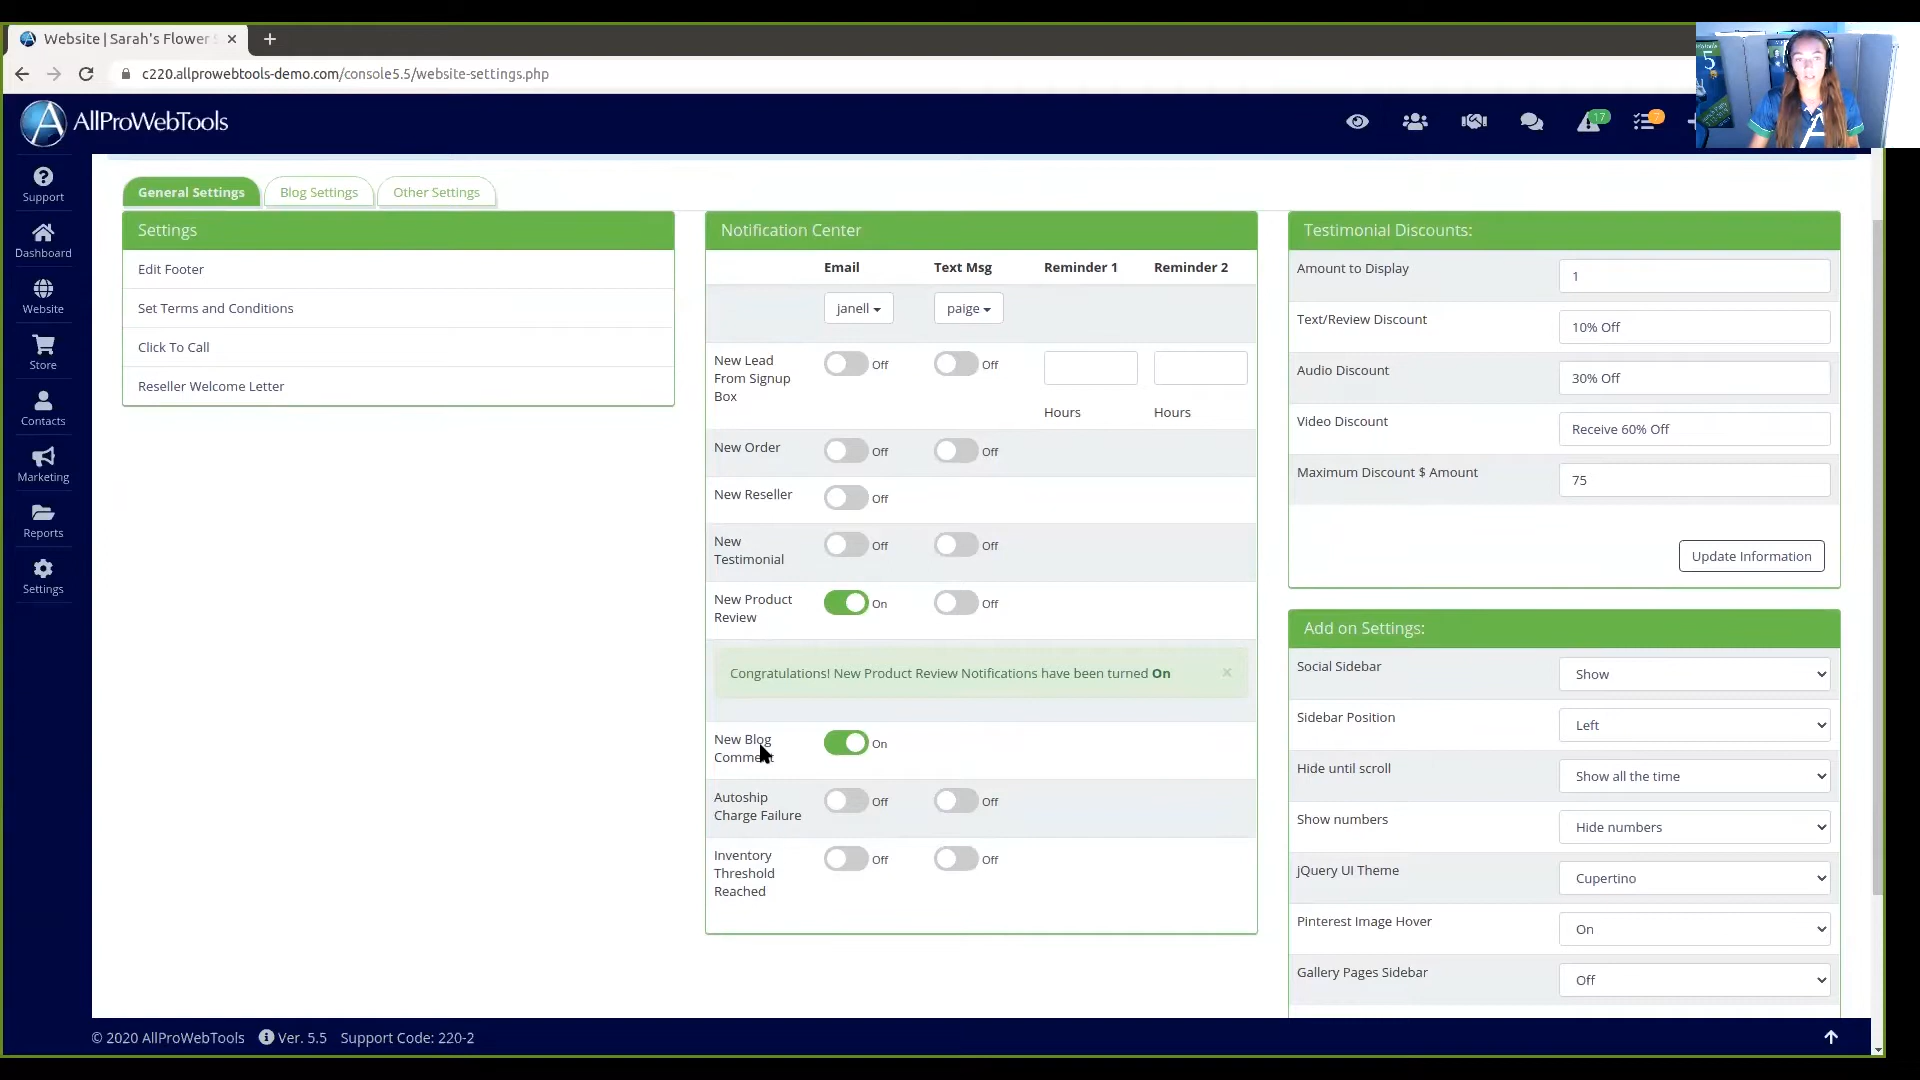 Website | Sarah's Flower S
c220.allprowebtools-demo.com/console5.5/website-settings.php
AllProWebTools
17
7
5
Support
Dashboard
Website
Store
Contacts
Marketing
Reports
Settings
General Settings
Blog Settings
Other Settings
Settings
Edit Footer
Set Terms and Conditions
Click To Call
Reseller Welcome Letter
Notification Center
Email Text Msg Reminder 1 Reminder 2
janell paige
New Lead From Signup Box Off Off
Hours Hours
New Order Off Off
New Reseller Off
New Testimonial Off Off
New Product Review On Off
Congratulations! New Product Review Notifications have been turned On ×
New Blog Comment On
Autoship Charge Failure Off Off
Inventory Threshold Reached Off Off
Testimonial Discounts:
Amount to Display 1
Text/Review Discount 10% Off
Audio Discount 30% Off
Video Discount Receive 60% Off
Maximum Discount $ Amount 75
Update Information
Add on Settings:
Social Sidebar Show
Sidebar Position Left
Hide until scroll Show all the time
Show numbers Hide numbers
jQuery UI Theme Cupertino
Pinterest Image Hover On
Gallery Pages Sidebar Off
© 2020 AllProWebTools Ver. 5.5 Support Code: 220-2